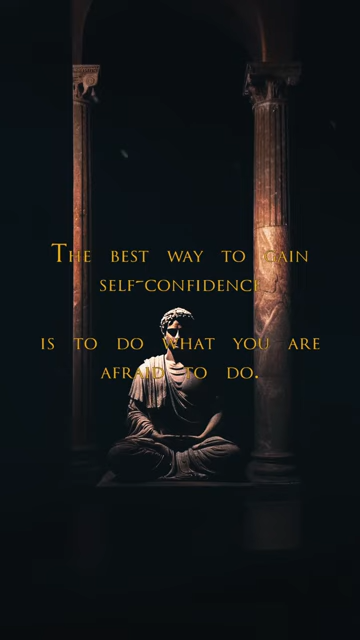 The best way to gain
self-confidence
is to do what you are
afraid to do.